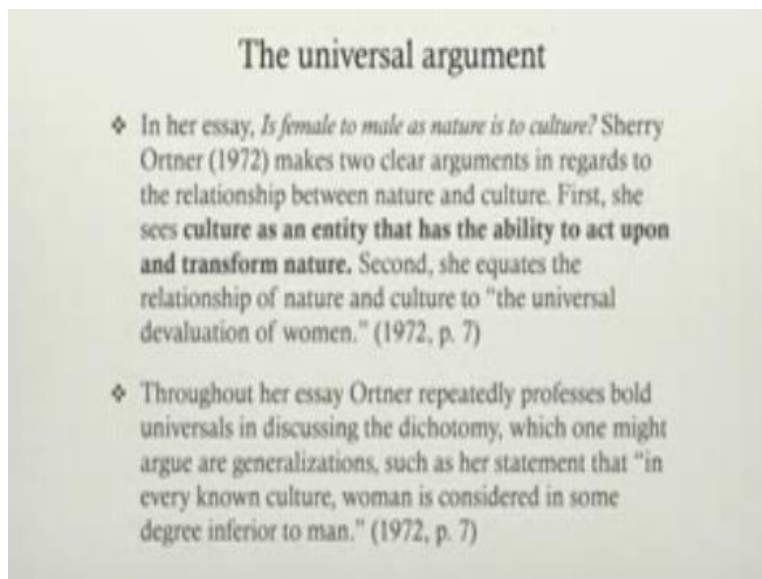 The universal argument
❖ In her essay, Is female to male as nature is to culture? Sherry
Ortner (1972) makes two clear arguments in regards to
the relationship between nature and culture. First, she
sees culture as an entity that has the ability to act upon
and transform nature. Second, she equates the
relationship of nature and culture to “the universal
devaluation of women.” (1972, p. 7)
❖ Throughout her essay Ortner repeatedly professes bold
universals in discussing the dichotomy, which one might
argue are generalizations, such as her statement that “in
every known culture, woman is considered in some
degree inferior to man.” (1972, p. 7)